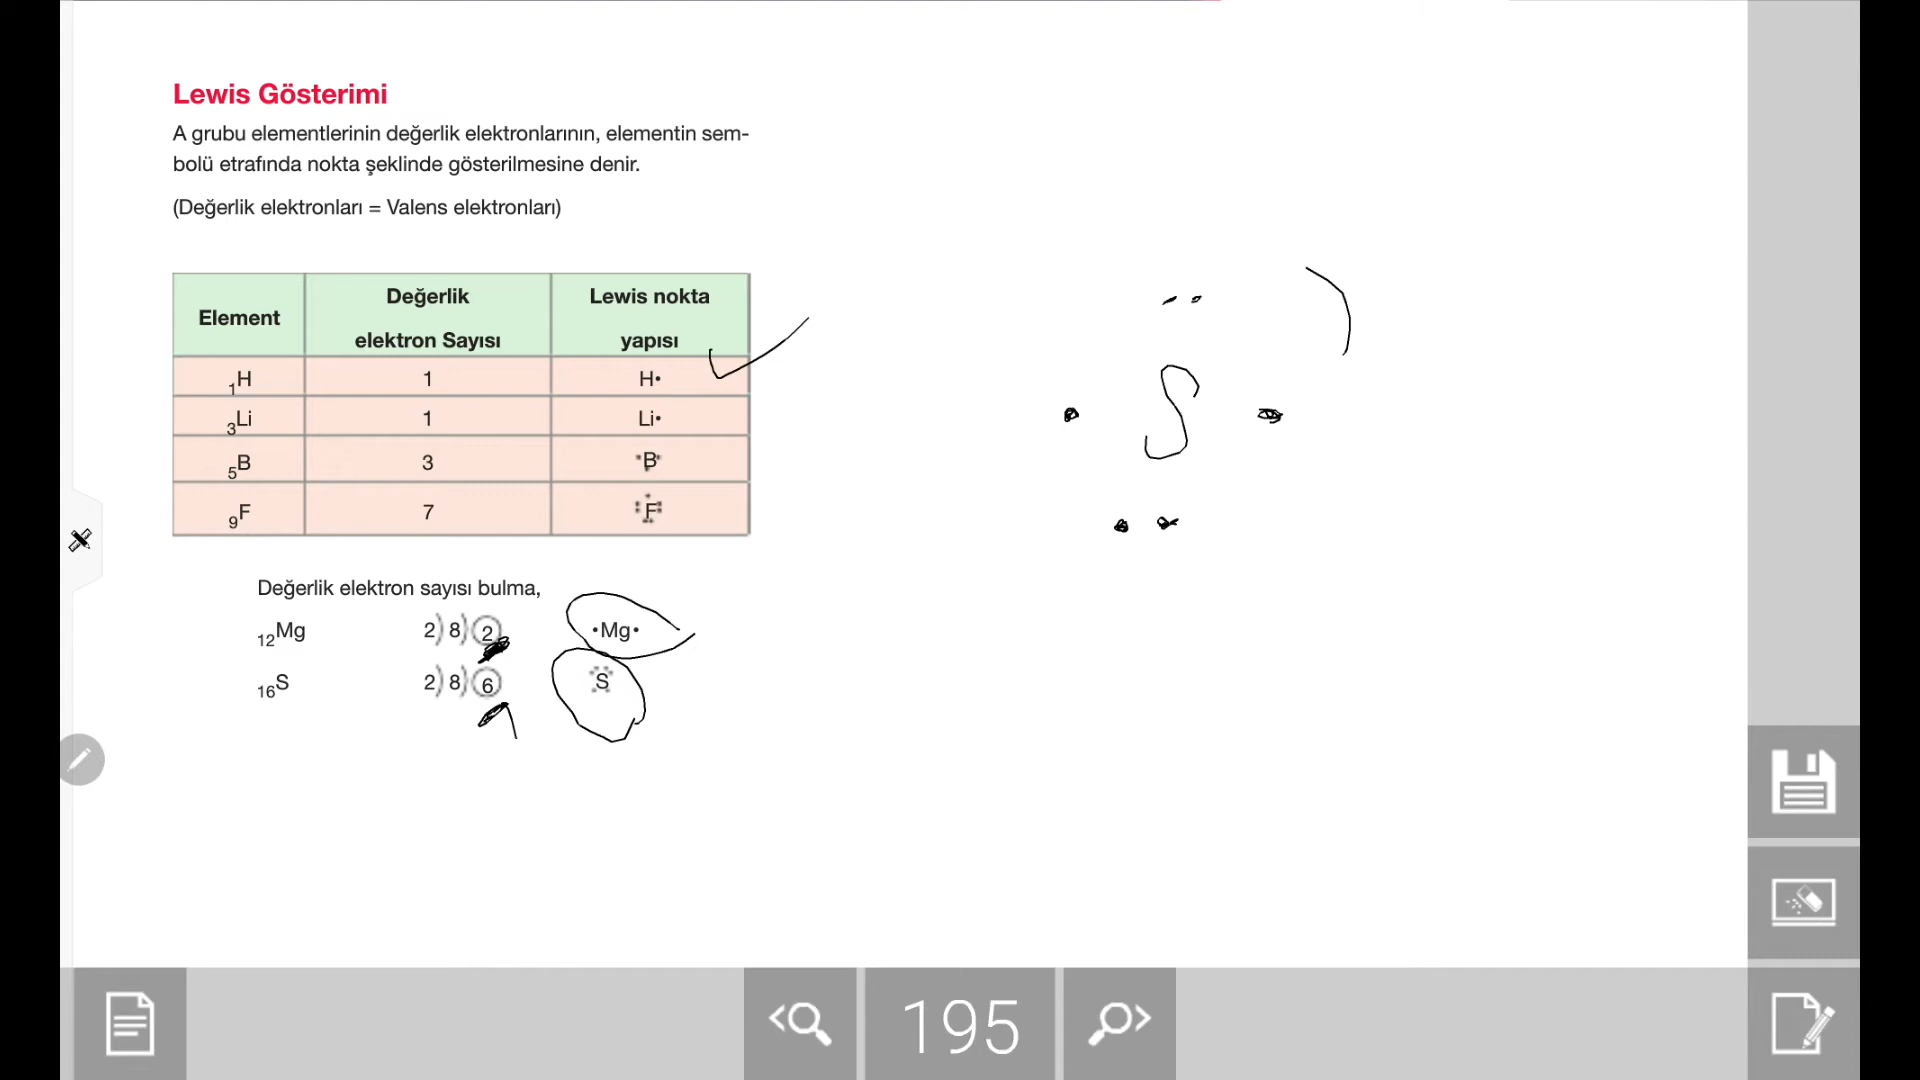 Lewis Gösterimi
A grubu elementlerinin değerlik elektronlarının, elementin sem-
bolü etrafında nokta şeklinde gösterilmesine denir.
(Değerlik elektronları = Valens elektronları)
Element
Değerlik
elektron Sayısı
Lewis nokta
yapısı
₁H 1 H•
₃Li 1 Li•
₅B 3 B
₉F 7 F
Değerlik elektron sayısı bulma,
₁₂Mg 2) 8) 2 •Mg•
₁₆S 2) 8) 6 S
S
195